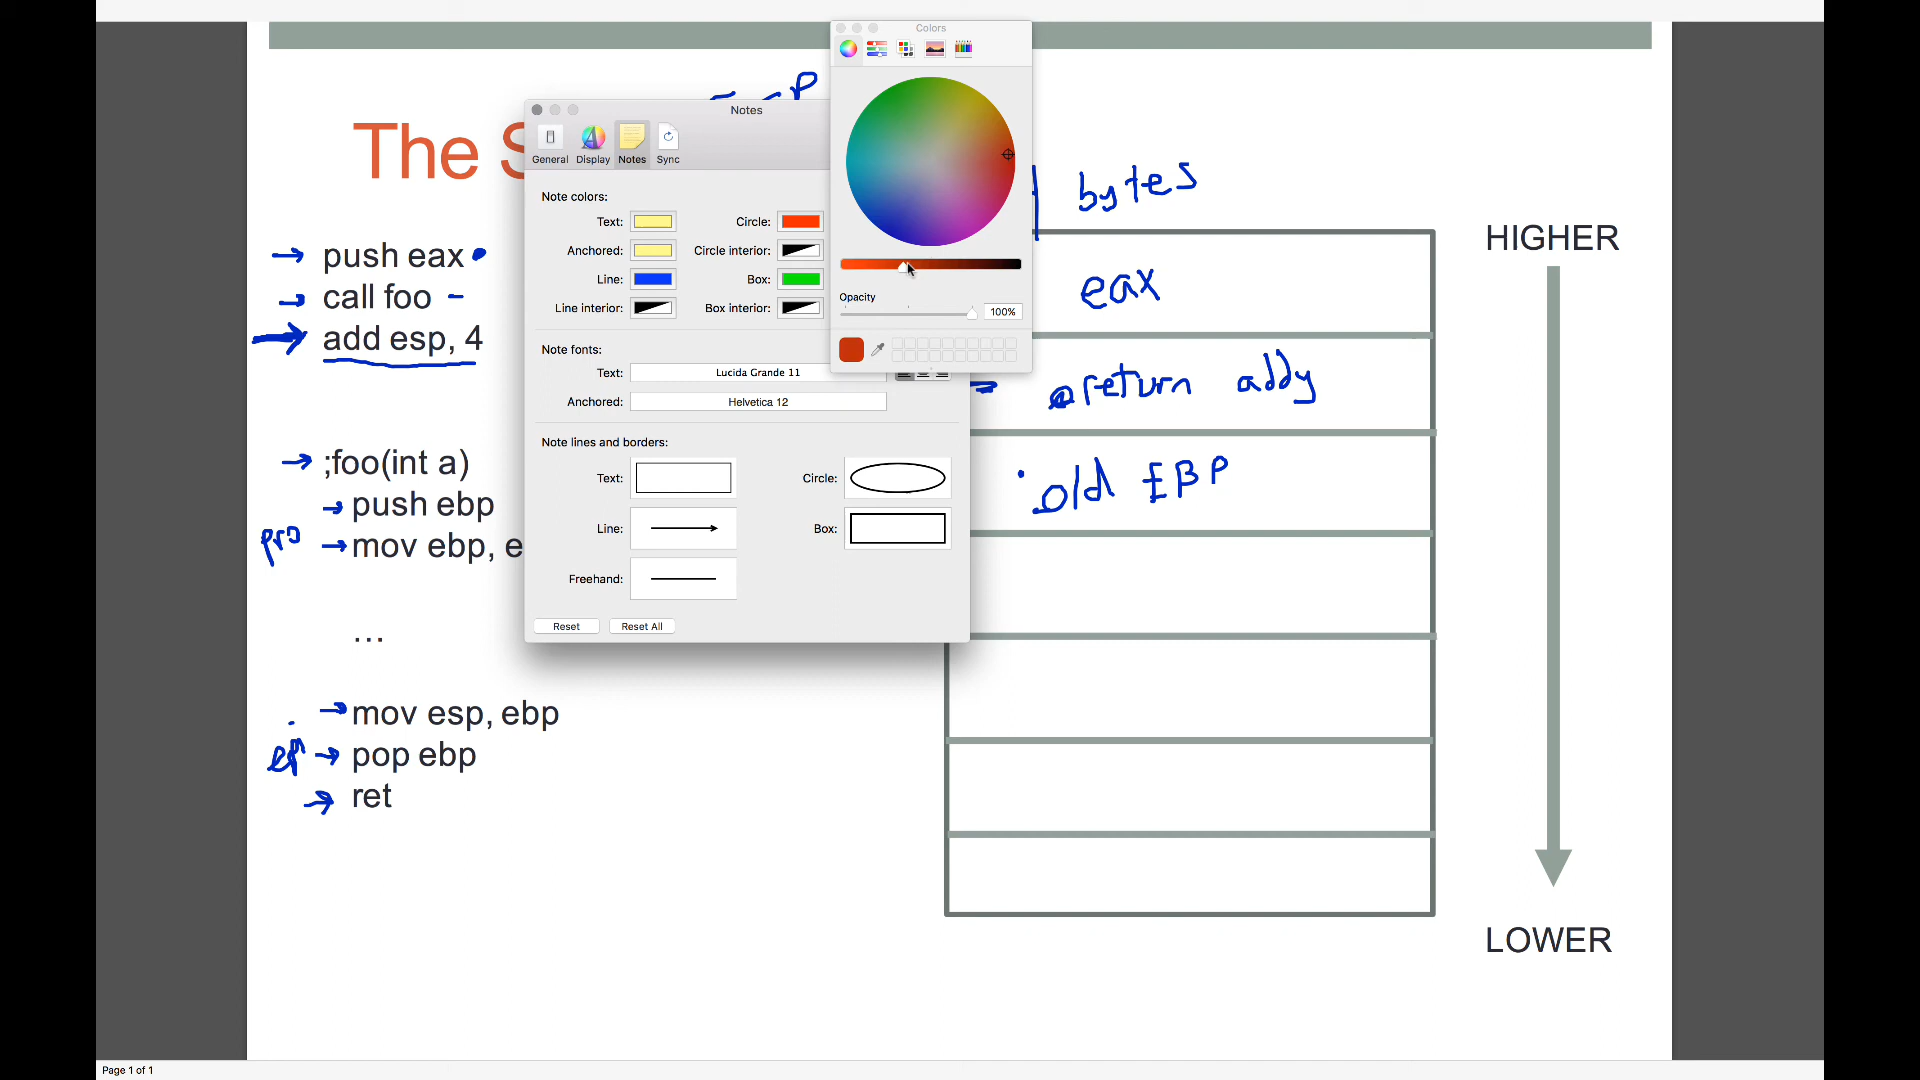 Colors
P
Notes
The S
General Display Notes Sync
4 bytes
Note colors:
Text: Circle:
Anchored: Circle interior:
Line: Box:
Line interior: Box interior:
Opacity
100%
HIGHER
push eax
call foo
add esp, 4
eax
Note fonts:
Text: Lucida Grande 11
Anchored: Helvetica 12
return addy
Note lines and borders:
Text: Circle:
Line: Box:
Freehand:
Reset Reset All
;foo(int a)
push ebp
pro mov ebp, e
old EBP
...
mov esp, ebp
ep pop ebp
ret
LOWER
Page 1 of 1